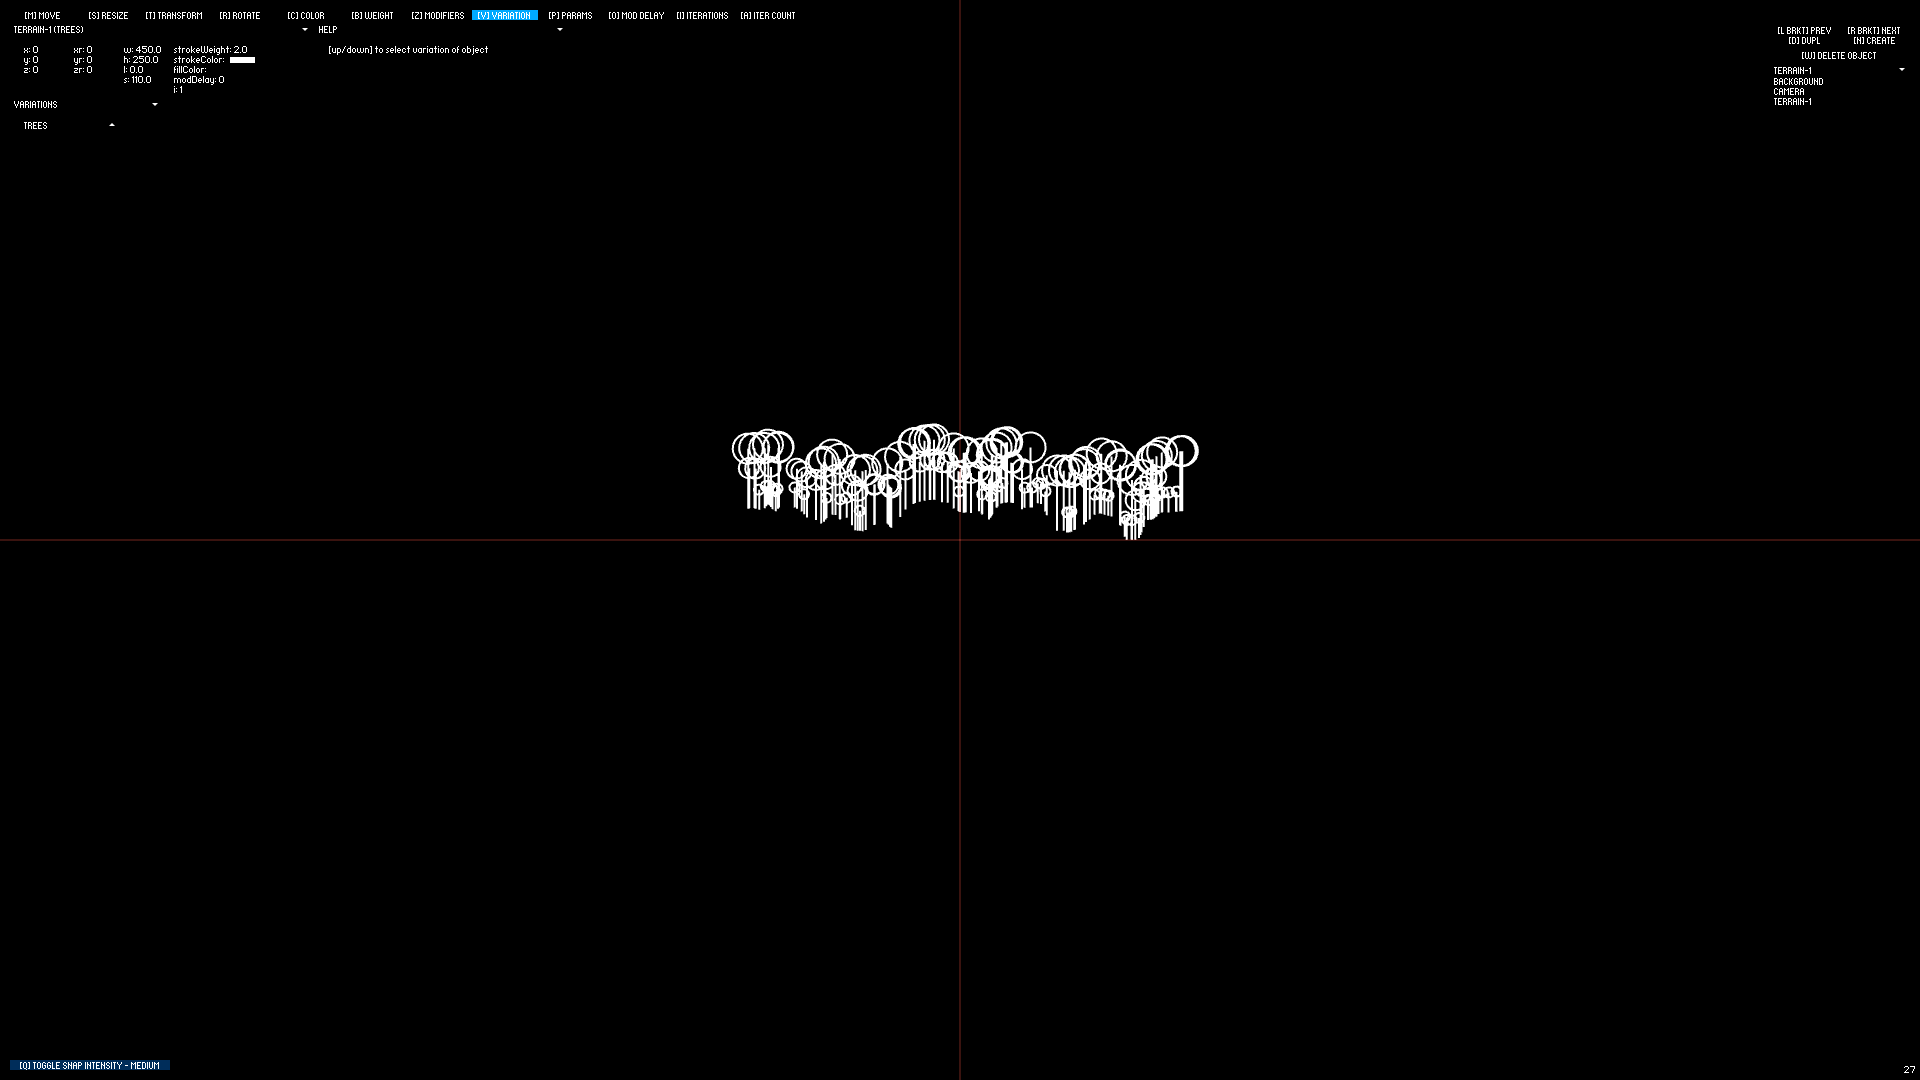 [M] MOVE [S] RESIZE [T] TRANSFORM [R] ROTATE [C] COLOR [B] WEIGHT [Z] MODIFIERS [V] VARIATION [P] PARAMS [O] MOD DELAY [I] ITERATIONS [A] ITER COUNT
TERRAIN-1 (TREES) HELP
[L BRKT] PREV [R BRKT] NEXT
[D] DUPL [N] CREATE
x: 0 xr: 0 w: 450.0 strokeWeight: 2.0 [up/down] to select variation of object
y: 0 yr: 0 h: 250.0 strokeColor:
z: 0 zr: 0 l: 0.0 fillColor:
s: 110.0 modDelay: 0
i: 1
[W] DELETE OBJECT
TERRAIN-1
BACKGROUND
CAMERA
TERRAIN-1
VARIATIONS
TREES
[Q] TOGGLE SNAP INTENSITY - MEDIUM
27